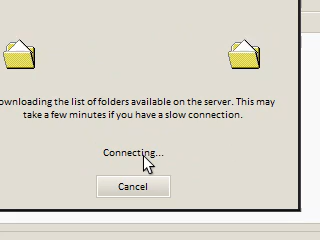 ownloading the list of folders available on the server. This may
take a few minutes if you have a slow connection.
Connecting...
Cancel